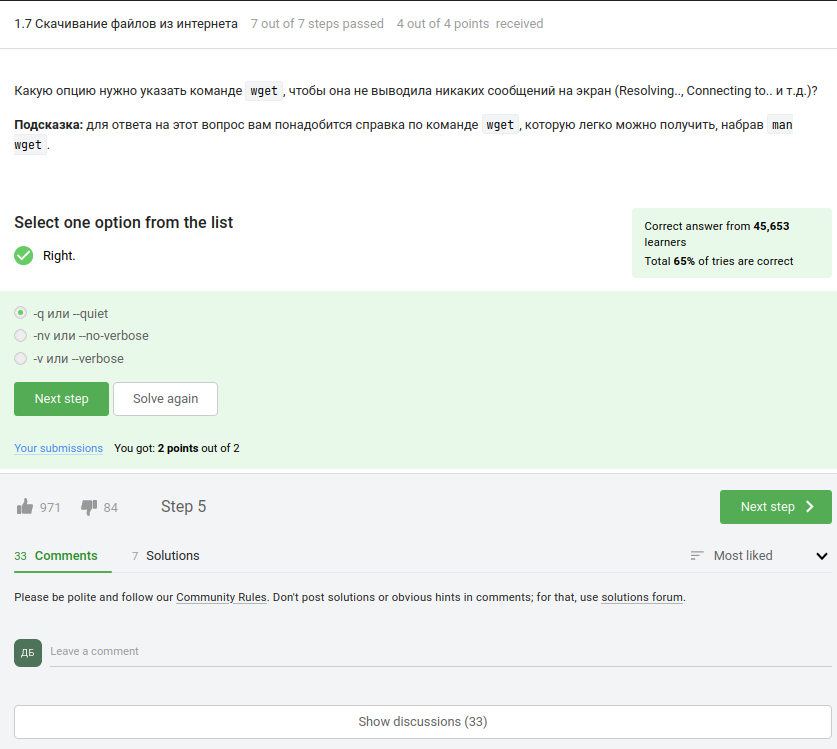 1.7 Скачивание файлов из интернета 7 out of 7 steps passed 4 out of 4 points received
Какую опцию нужно указать команде wget, чтобы она не выводила никаких сообщений на экран (Resolving.., Connecting to.. и т.д.)?
Подсказка: для ответа на этот вопрос вам понадобится справка по команде wget, которую легко можно получить, набрав man
wget.
Select one option from the list
Right.
Correct answer from 45,653
learners
Total 65% of tries are correct
-q или --quiet
-nv или --no-verbose
-v или --verbose
Next step Solve again
Your submissions You got: 2 points out of 2
971 84 Step 5 Next step
33 Comments 7 Solutions Most liked
Please be polite and follow our Community Rules. Don't post solutions or obvious hints in comments; for that, use solutions forum.
ДБ Leave a comment
Show discussions (33)